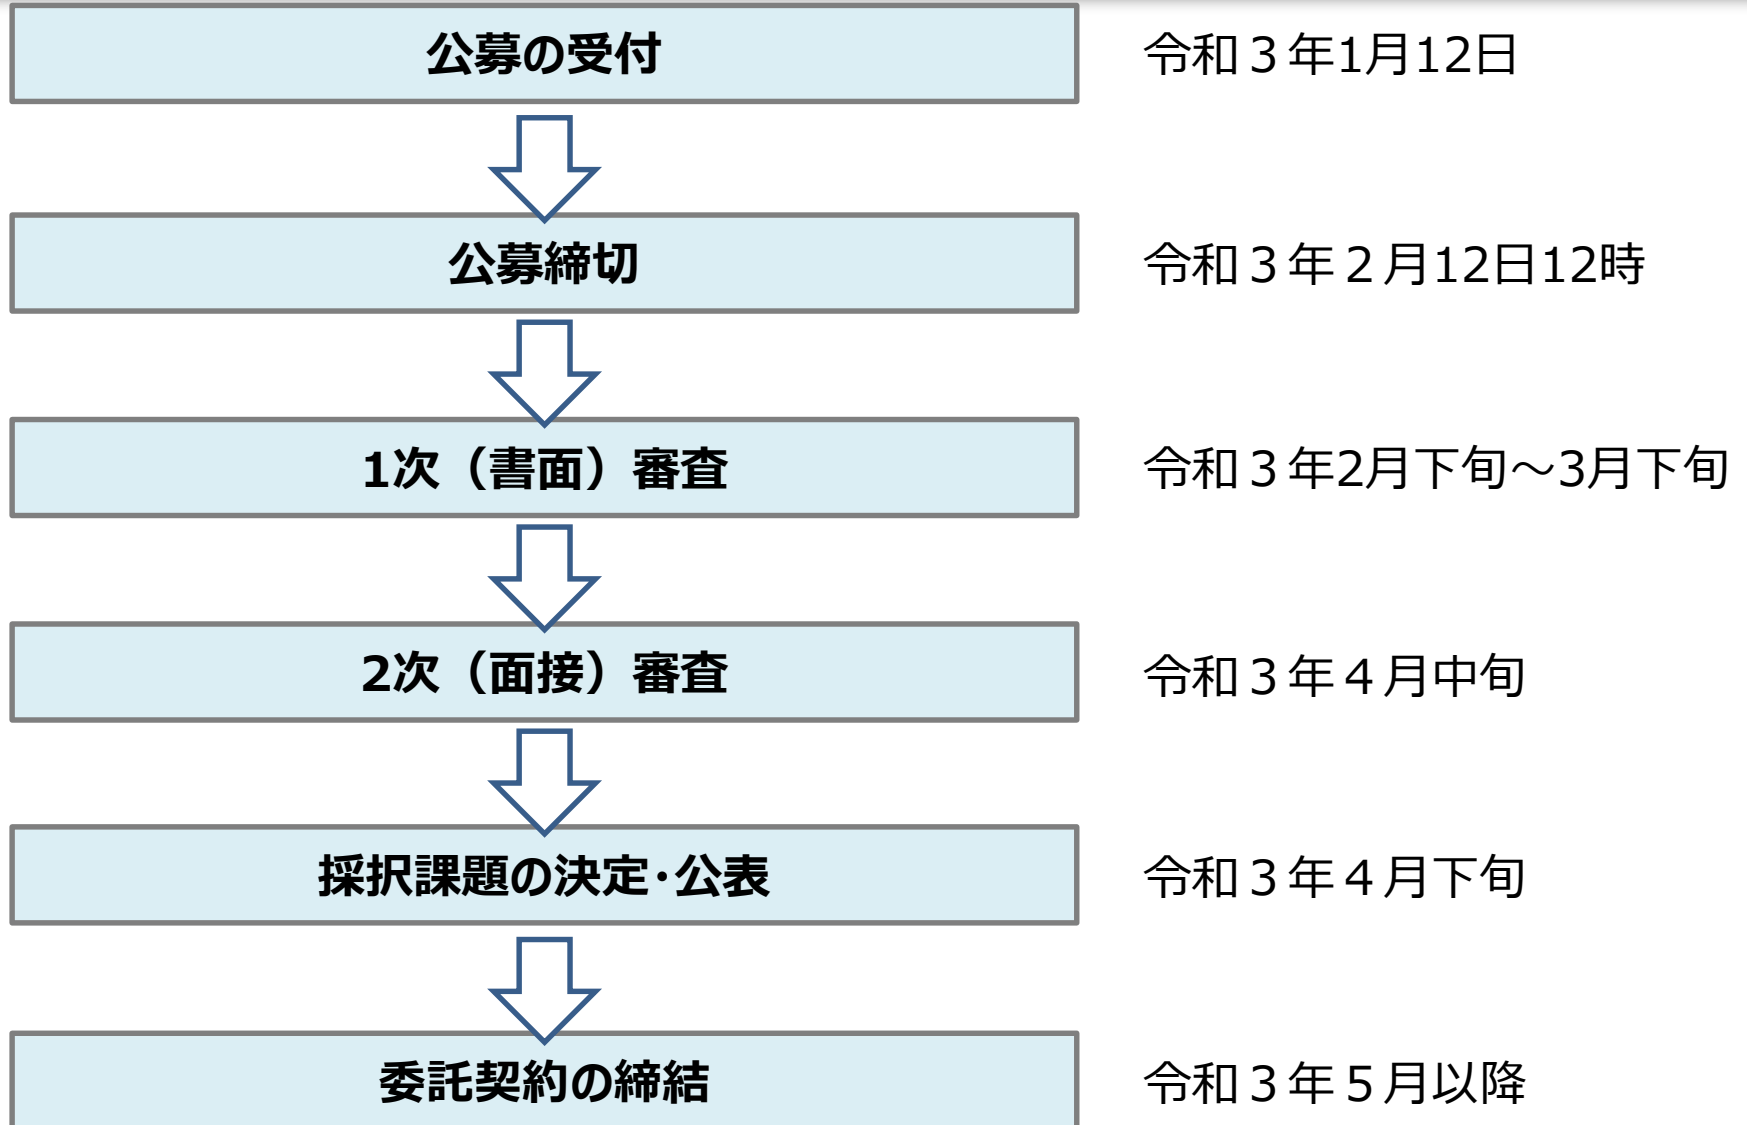 公募の受付
令和３年1月12日
公募締切
令和３年２月12日12時
1次（書面）審査
令和３年2月下旬～3月下旬
2次（面接）審査
令和３年４月中旬
採択課題の決定･公表
令和３年４月下旬
委託契約の締結
令和３年５月以降